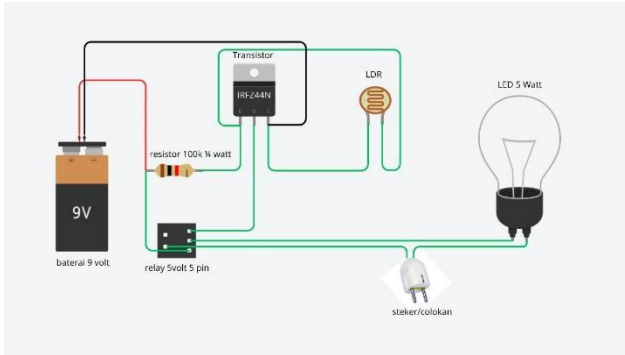 Transistor
IRFZ44N
LDR
LED 5 Watt
resistor 100k ¼ watt
9V
baterai 9 volt
relay 5volt 5 pin
steker/colokan